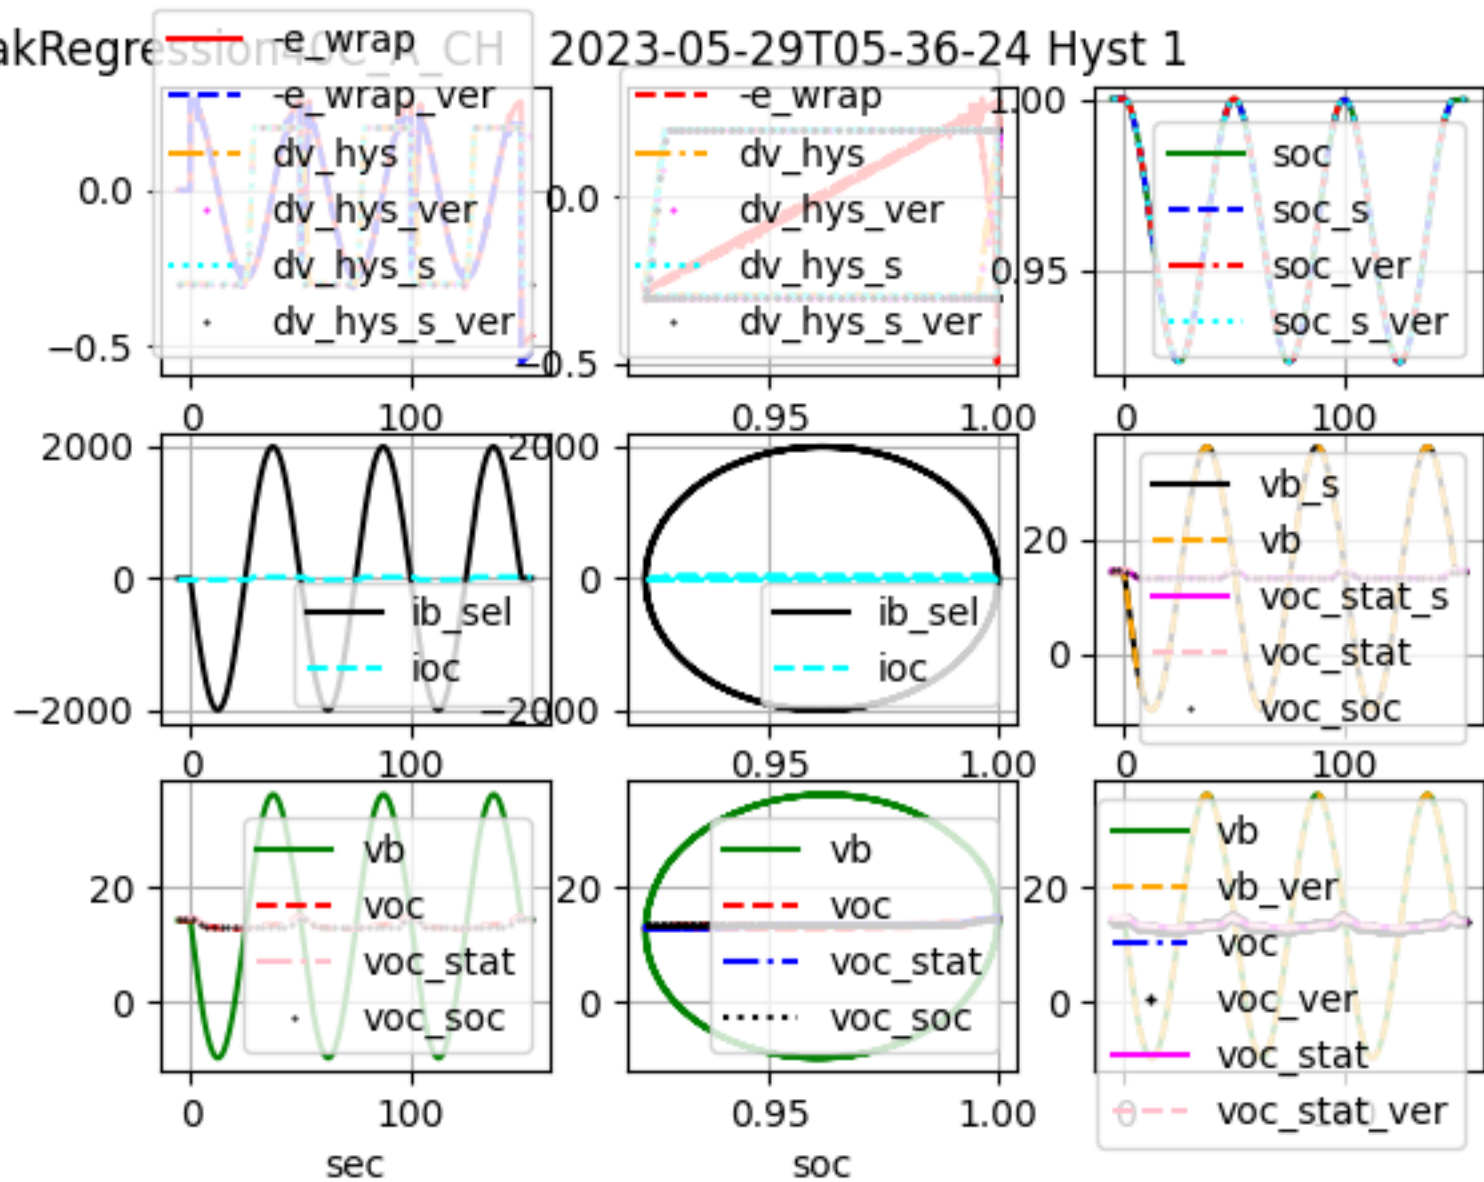 akRegression40C_A_CH 2023-05-29T05-36-24 Hyst 1
-e_wrap
-e_wrap_ver
dv_hys
dv_hys_ver
dv_hys_s
dv_hys_s_ver
0.0
−0.5
0
100
-e_wrap
dv_hys
dv_hys_ver
dv_hys_s
dv_hys_s_ver
0.0
−0.5
0.95
1.00
soc
soc_s
soc_ver
soc_s_ver
1.00
0.95
0
100
2000
0
−2000
ib_sel
ioc
0
100
2000
0
−2000
ib_sel
ioc
0.95
1.00
20
0
vb_s
vb
voc_stat_s
voc_stat
voc_soc
0
100
20
0
vb
voc
voc_stat
voc_soc
0
100
sec
20
0
vb
voc
voc_stat
voc_soc
0.95
1.00
soc
20
0
vb
vb_ver
voc
voc_ver
voc_stat
voc_stat_ver
0